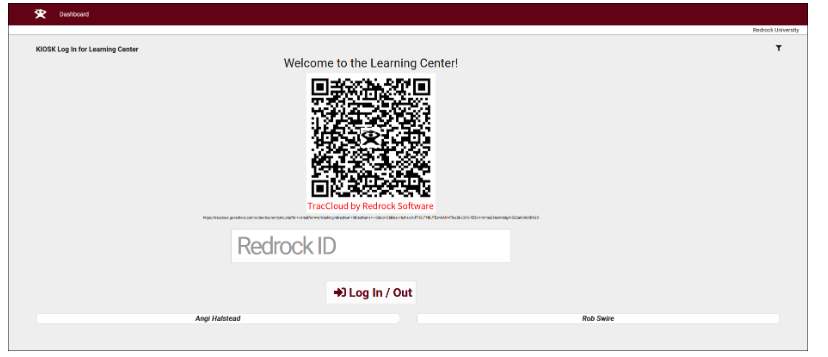 Dashboard
Redrock University
KIOSK Log In for Learning Center
Welcome to the Learning Center!
TracCloud by Redrock Software
Redrock ID
Log In / Out
Angi Halstead
Rob Swire